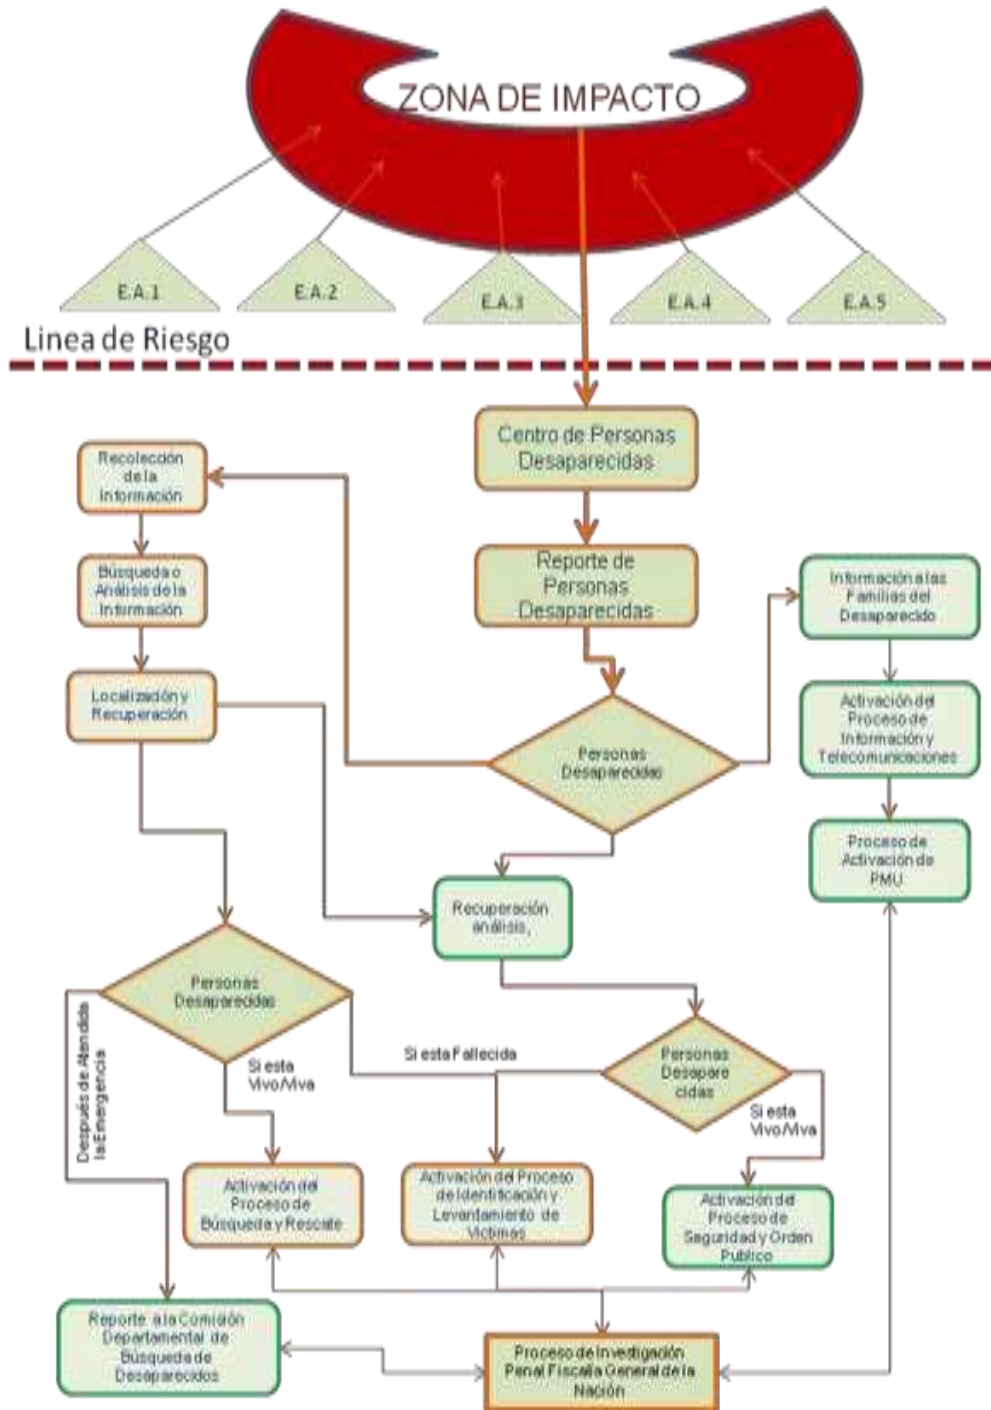 ZONA DE IMPACTO
E.A.1
E.A.2
E.A.3
E.A.4
E.A.5
Linea de Riesgo
Centro de Personas
Desaparecidas
Recolección
de la
Información
Reporte de
Personas
Desaparecidas
Búsqueda o
Análisis de la
Información
Información a las
Familias del
Desaparecido
Localización y
Recuperación
Activación del
Proceso de
Información y
Telecomunicaciones
Personas
Desaparecidas
Proceso de
Activación de
PMU
Recuperación
análisis,
Personas
Desaparecidas
Después de Atendida
la Emergencia
Si esta
Vivo/Viva
Si esta Fallecida
Personas
Desapare
cidas
Si esta
Vivo/Viva
Activación del
Proceso de
Búsqueda y Rescate
Activación del Proceso
de Identificación y
Levantamiento de
Victimas
Activación del
Proceso de
Seguridad y Orden
Público
Reporte a la Comisión
Departamental de
Búsqueda de
Desaparecidos
Proceso de Investigación
Penal Fiscalía General de la
Nación